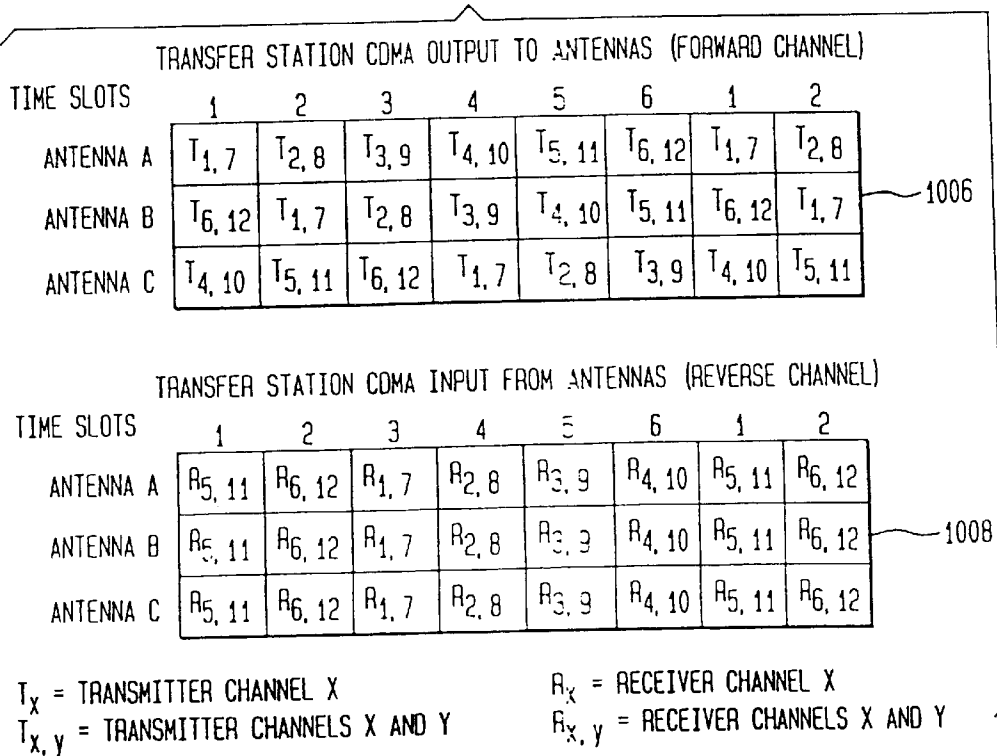 TRANSFER STATION CDMA OUTPUT TO ANTENNAS (FORWARD CHANNEL)
TIME SLOTS 1 2 3 4 5 6 1 2
ANTENNA A T1, 7 T2, 8 T3, 9 T4, 10 T5, 11 T6, 12 T1, 7 T2, 8
ANTENNA B T6, 12 T1, 7 T2, 8 T3, 9 T4, 10 T5, 11 T6, 12 T1, 7
1006
ANTENNA C T4, 10 T5, 11 T6, 12 T1, 7 T2, 8 T3, 9 T4, 10 T5, 11
TRANSFER STATION CDMA INPUT FROM ANTENNAS (REVERSE CHANNEL)
TIME SLOTS 1 2 3 4 5 6 1 2
ANTENNA A R5, 11 R6, 12 R1, 7 R2, 8 R3, 9 R4, 10 R5, 11 R6, 12
ANTENNA B R5, 11 R6, 12 R1, 7 R2, 8 R3, 9 R4, 10 R5, 11 R6, 12
1008
ANTENNA C R5, 11 R6, 12 R1, 7 R2, 8 R3, 9 R4, 10 R5, 11 R6, 12
TX = TRANSMITTER CHANNEL X
RX = RECEIVER CHANNEL X
TX, Y = TRANSMITTER CHANNELS X AND Y
RX, Y = RECEIVER CHANNELS X AND Y